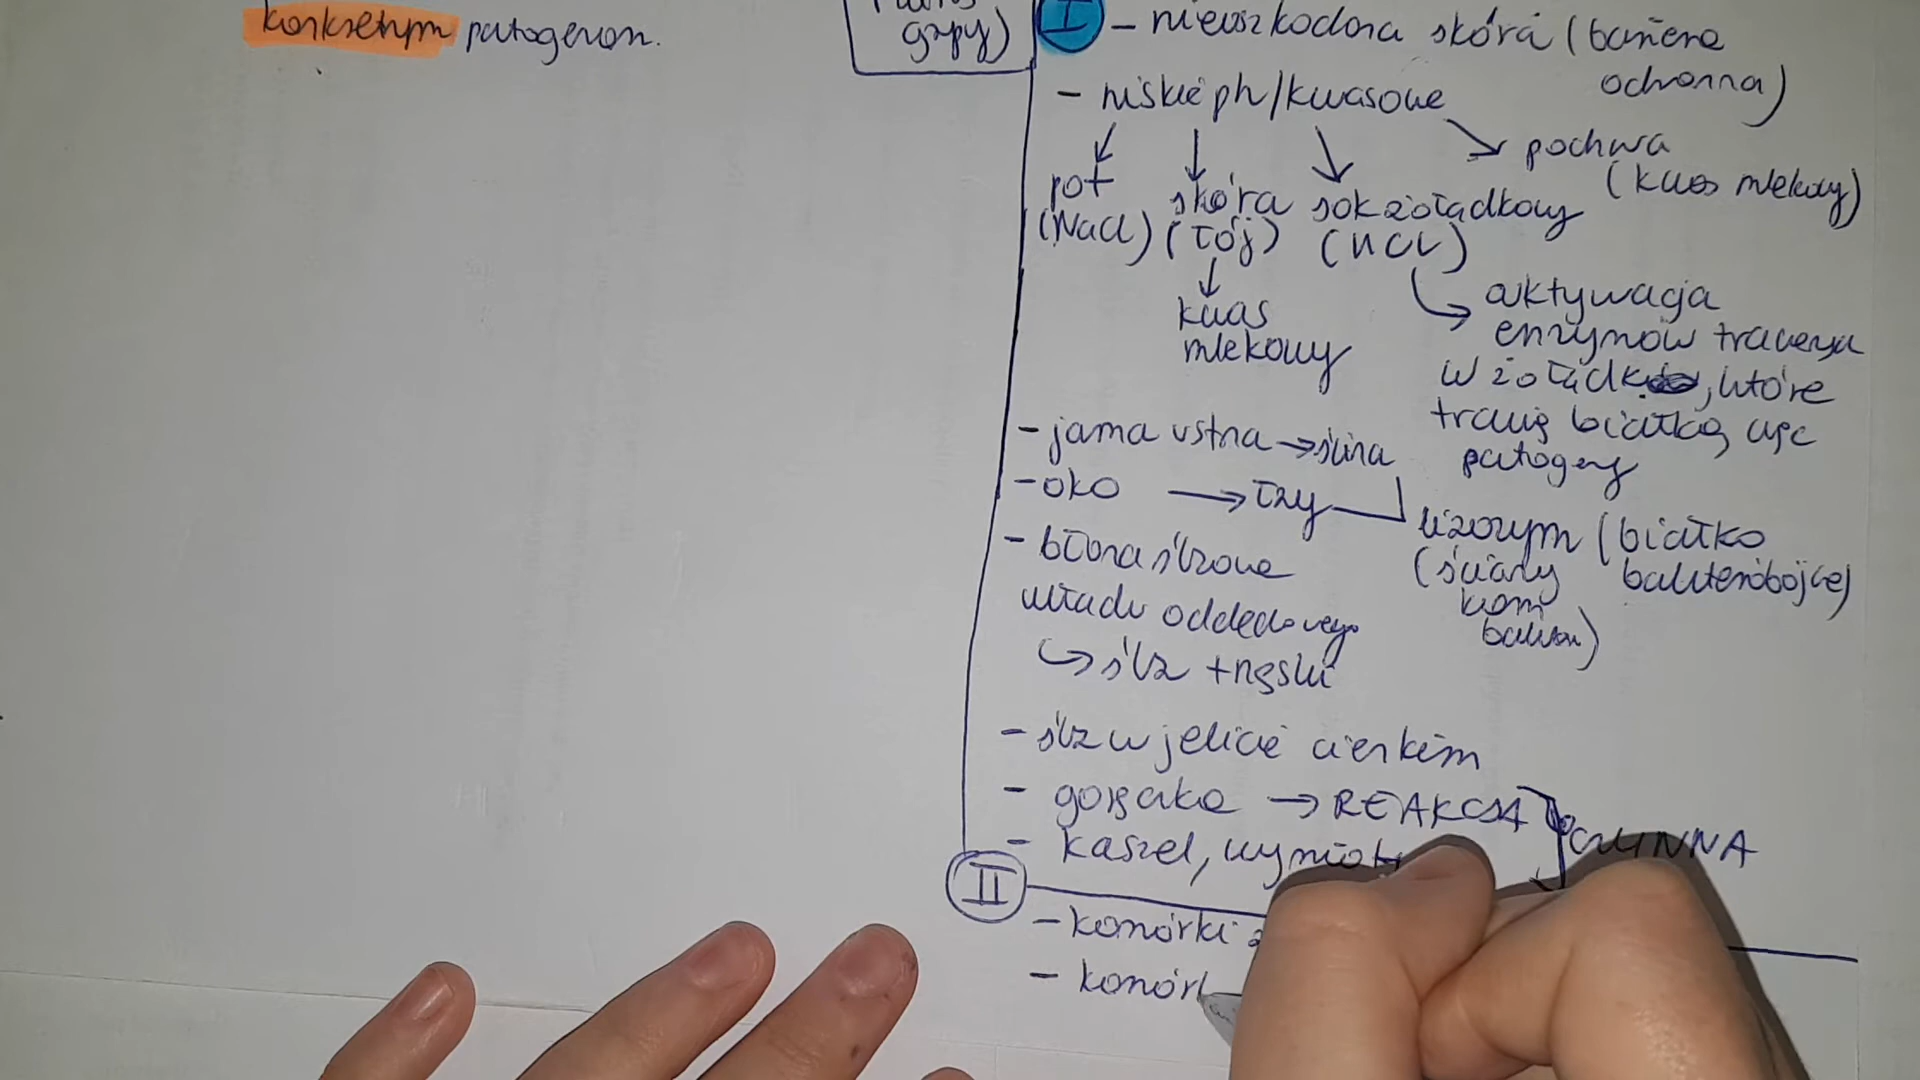 konkretnym patogenom.
grypy)
I - nieuszkodzona skóra (bariera
ochronna)
- niskie ph/kwasowe
pochwa
(kwas mlekowy)
pot skóra sok żołądkowy
(NaCl) (łój) (HCl)
kwas
mlekowy
aktywacja
enzymów trawienia
w żołądku, które
trawią białka, więc
patogeny
- jama ustna → ślina
- oko → łzy
lizozym (białko
bakteriobójcze)
(ściany
kom
bakterii)
- błona śluzowa
układu oddechowego
↳ śluz + rzęski
- śluz w jelicie cienkim
- gorączka → REAKCJA
- kaszel, wymioty
II
- komórki
- komór